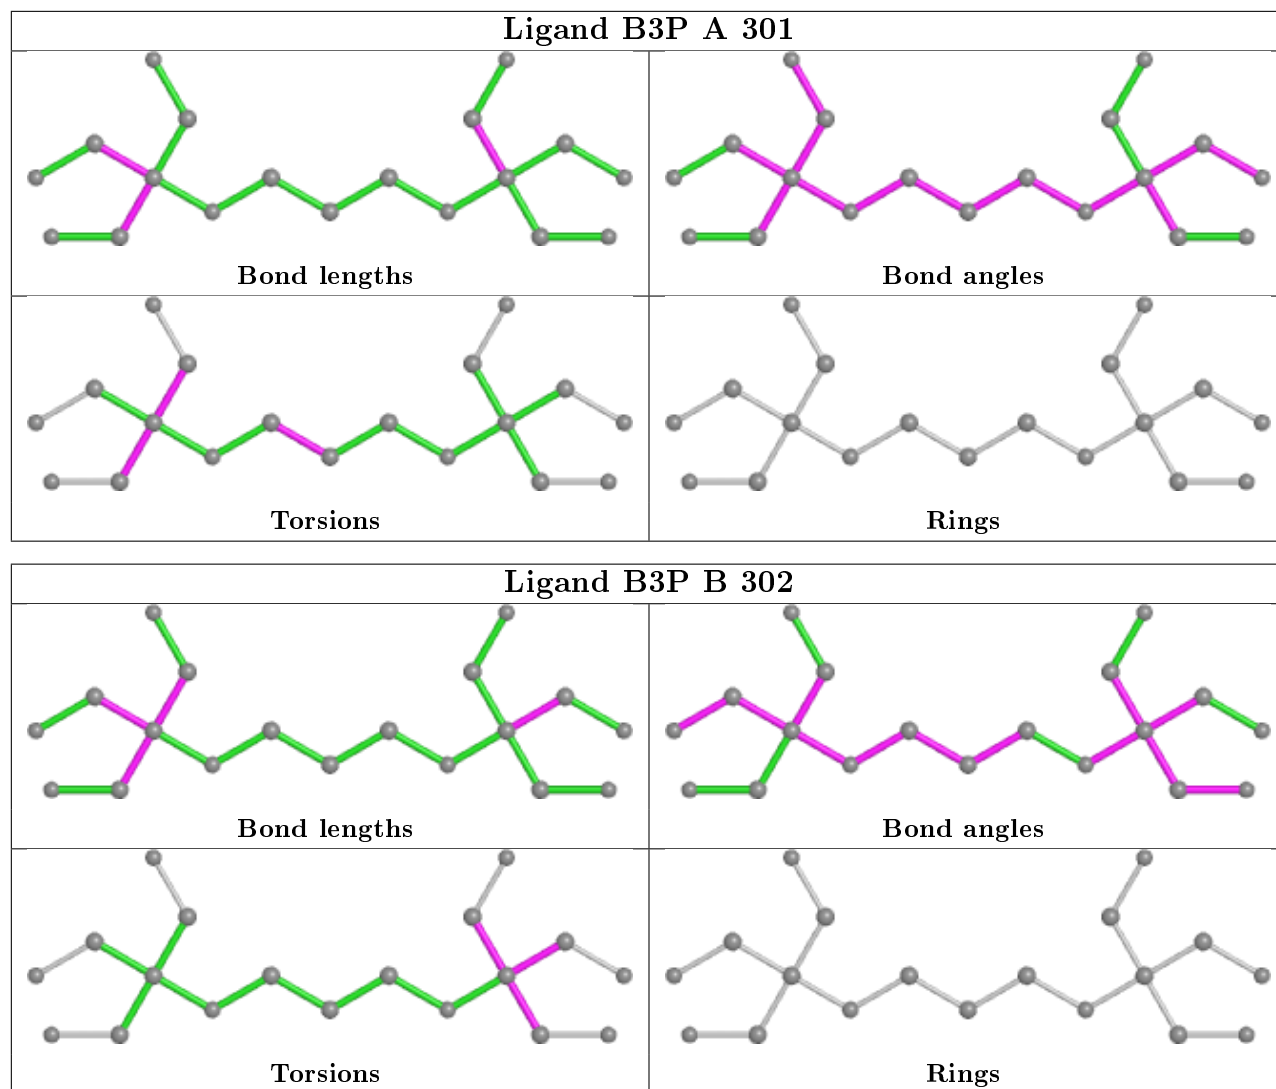 Ligand B3P A 301
Bond lengths
Bond angles
Torsions
Rings
Ligand B3P B 302
Bond lengths
Bond angles
Torsions
Rings